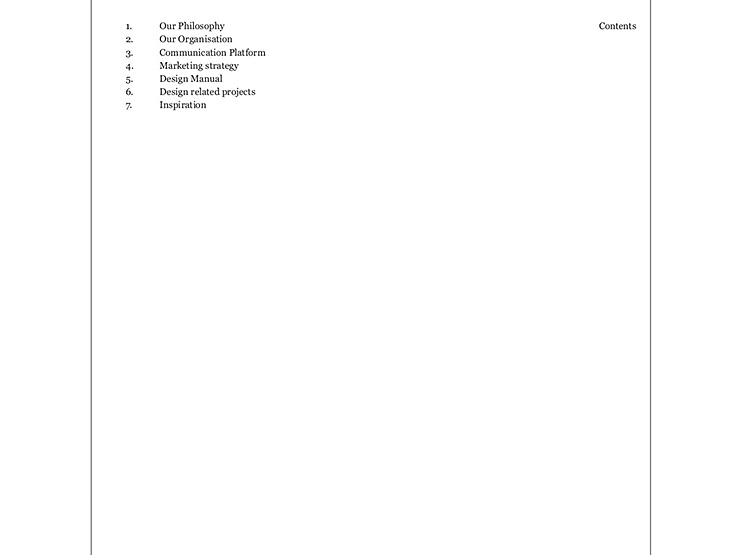 1. Our Philosophy
2. Our Organisation
3. Communication Platform
4. Marketing strategy
5. Design Manual
6. Design related projects
7. Inspiration
Contents